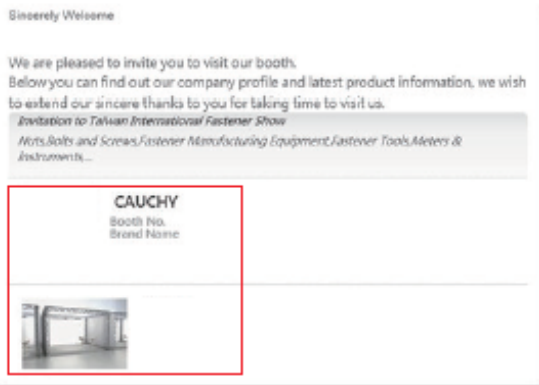 Sincerely Welcome
We are pleased to invite you to visit our booth.
Below you can find out our company profile and latest product information, we wish
to extend our sincere thanks to you for taking time to visit us.
Invitation to Taiwan International Fastener Show
Nuts,Bolts and Screws,Fastener Manufacturing Equipment,Fastener Tools,Meters &
Instruments,...
CAUCHY
Booth No.
Brand Name